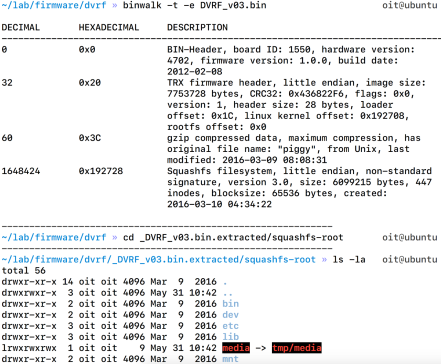 ~/lab/firmware/dvrf » binwalk -t -e DVRF_v03.bin oit@ubuntu
DECIMAL HEXADECIMAL DESCRIPTION
--------------------------------------------------------------------------------
0 0x0 BIN-Header, board ID: 1550, hardware version:
4702, firmware version: 1.0.0, build date:
2012-02-08
32 0x20 TRX firmware header, little endian, image size:
7753728 bytes, CRC32: 0x436822F6, flags: 0x0,
version: 1, header size: 28 bytes, loader
offset: 0x1C, linux kernel offset: 0x192708,
rootfs offset: 0x0
60 0x3C gzip compressed data, maximum compression, has
original file name: "piggy", from Unix, last
modified: 2016-03-09 08:08:31
1648424 0x192728 Squashfs filesystem, little endian, non-standard
signature, version 3.0, size: 6099215 bytes, 447
inodes, blocksize: 65536 bytes, created:
2016-03-10 04:34:22
------------------------------------------------------------
~/lab/firmware/dvrf » cd _DVRF_v03.bin.extracted/squashfs-root oit@ubuntu
------------------------------------------------------------
~/lab/firmware/dvrf/_DVRF_v03.bin.extracted/squashfs-root » ls -la oit@ubuntu
total 56
drwxr-xr-x 14 oit oit 4096 Mar 9 2016 .
drwxrwxr-x 3 oit oit 4096 May 31 10:42 ..
drwxr-xr-x 2 oit oit 4096 Mar 9 2016 bin
drwxr-xr-x 2 oit oit 4096 Mar 9 2016 dev
drwxr-xr-x 3 oit oit 4096 Mar 9 2016 etc
drwxr-xr-x 3 oit oit 4096 Mar 9 2016 lib
lrwxrwxrwx 1 oit oit 9 May 31 10:42 media -> tmp/media
drwxr-xr-x 2 oit oit 4096 Mar 9 2016 mnt